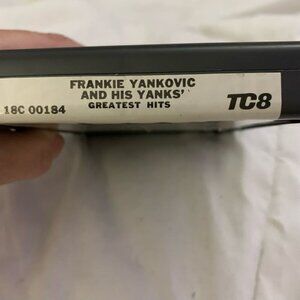 FRANKIE YANKOVIC
AND HIS YANKS'
18C 00184 GREATEST HITS TC8